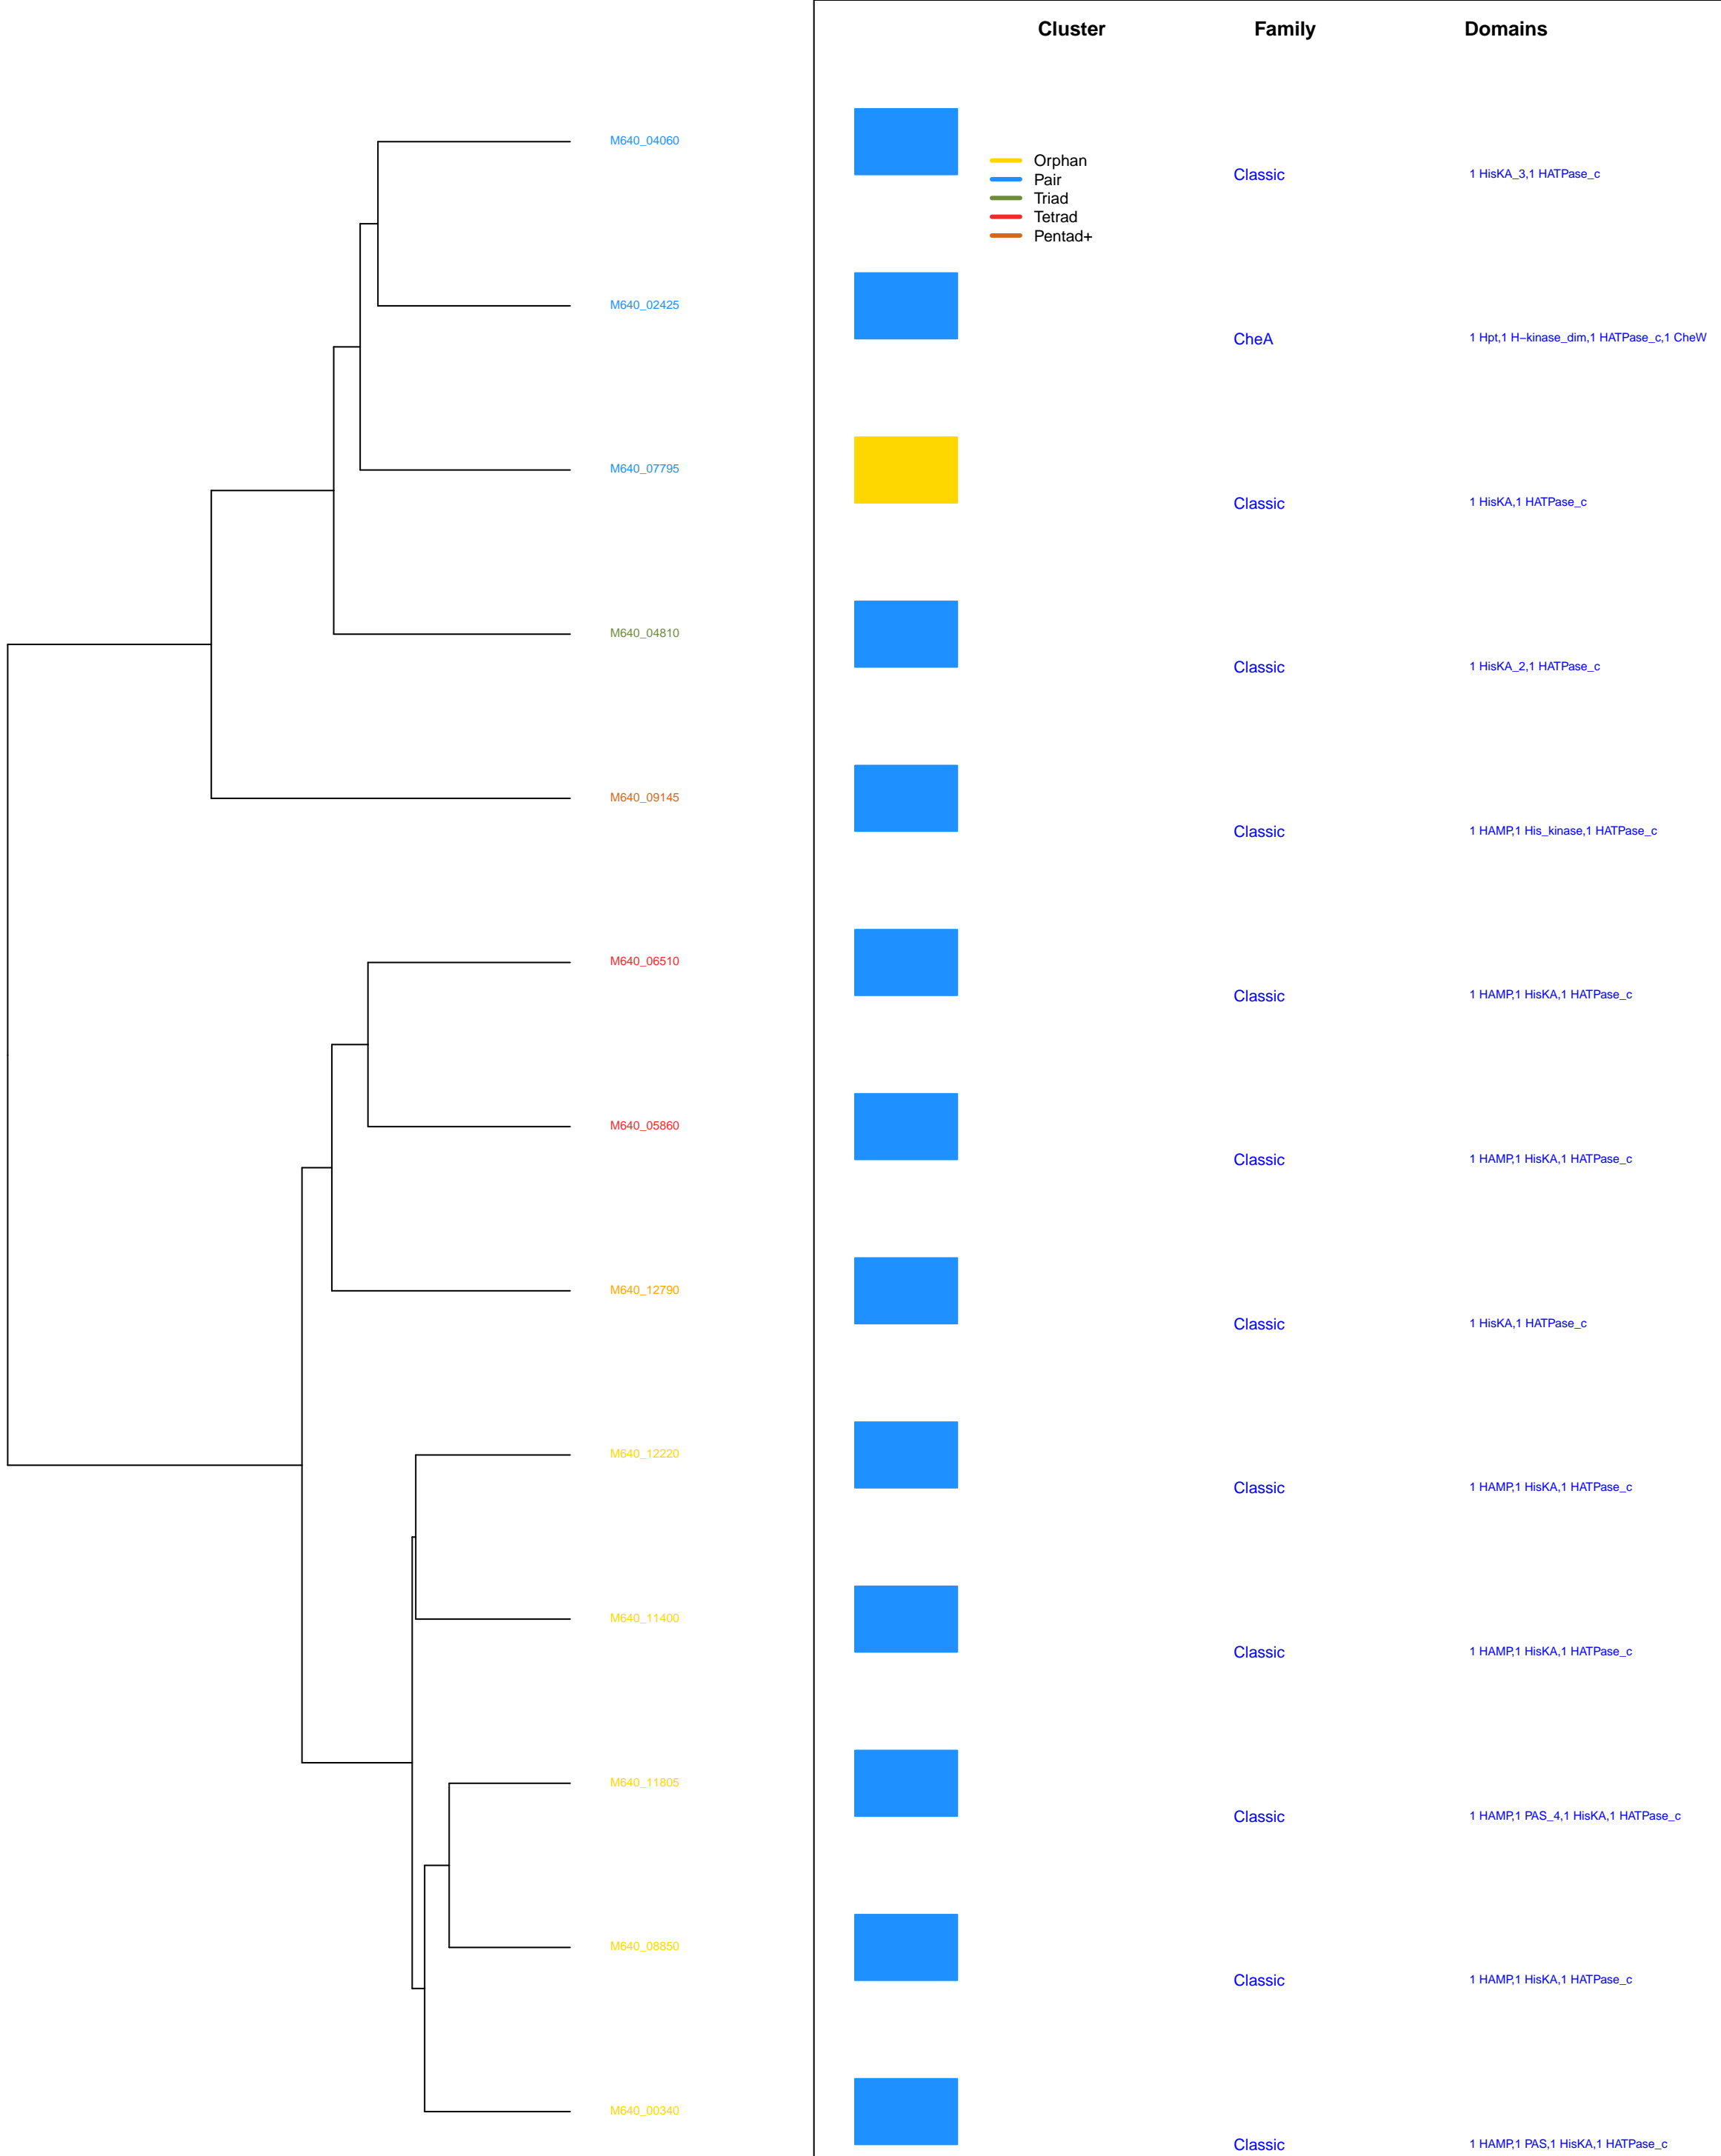 Cluster Family Domains
M640_04060
Orphan
Pair
Triad
Tetrad
Pentad+
Classic 1 HisKA_3,1 HATPase_c
M640_02425
CheA 1 Hpt,1 H−kinase_dim,1 HATPase_c,1 CheW
M640_07795
Classic 1 HisKA,1 HATPase_c
M640_04810
Classic 1 HisKA_2,1 HATPase_c
M640_09145
Classic 1 HAMP,1 His_kinase,1 HATPase_c
M640_06510
Classic 1 HAMP,1 HisKA,1 HATPase_c
M640_05860
Classic 1 HAMP,1 HisKA,1 HATPase_c
M640_12790
Classic 1 HisKA,1 HATPase_c
M640_12220
Classic 1 HAMP,1 HisKA,1 HATPase_c
M640_11400
Classic 1 HAMP,1 HisKA,1 HATPase_c
M640_11805
Classic 1 HAMP,1 PAS_4,1 HisKA,1 HATPase_c
M640_08850
Classic 1 HAMP,1 HisKA,1 HATPase_c
M640_00340
Classic 1 HAMP,1 PAS,1 HisKA,1 HATPase_c